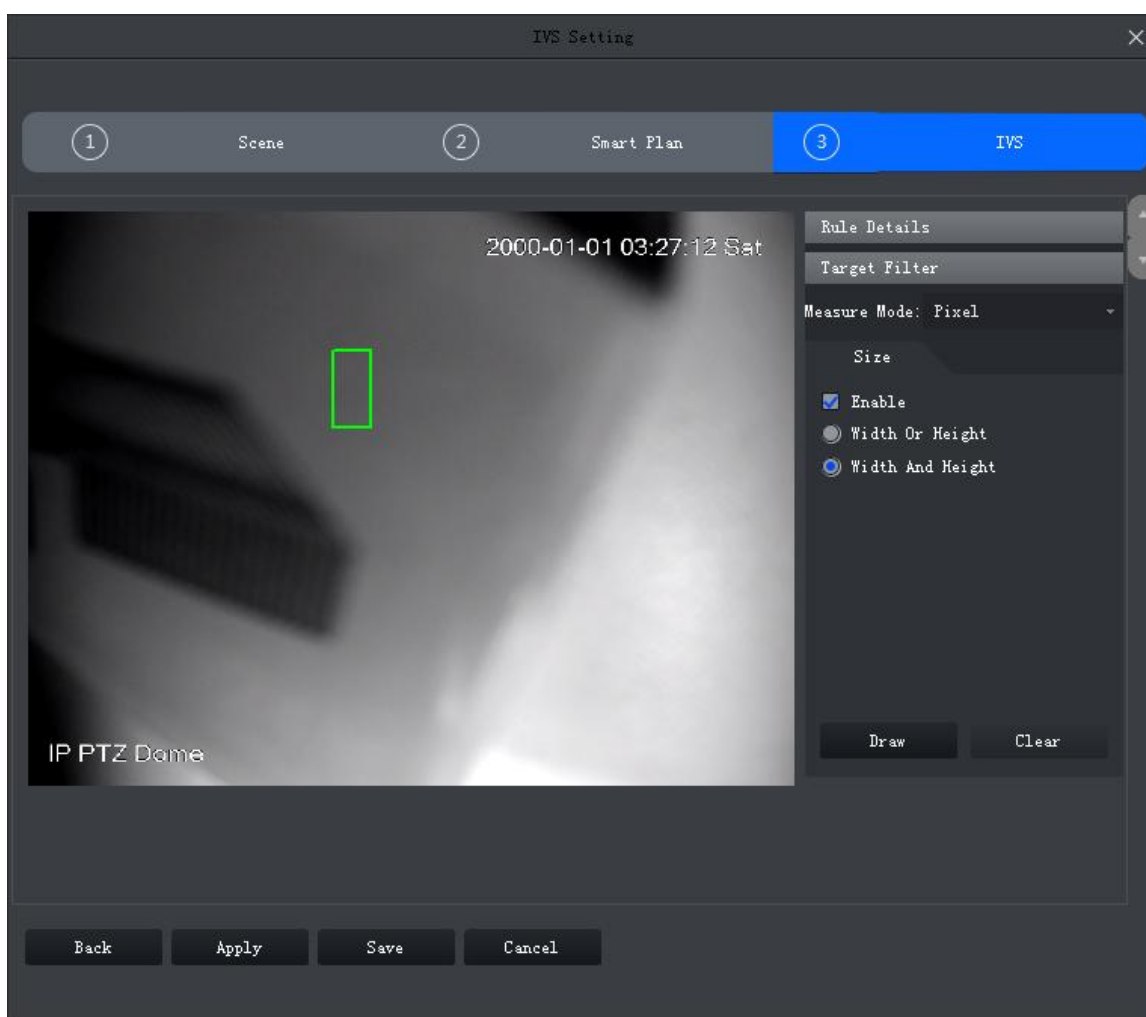 IVS Setting
1 Scene 2 Smart Plan 3 IVS
2000-01-01 03:27:12 Sat
Rule Details
Target Filter
Measure Mode: Pixel
Size
Enable
Width Or Height
Width And Height
Draw Clear
IP PTZ Dome
Back Apply Save Cancel